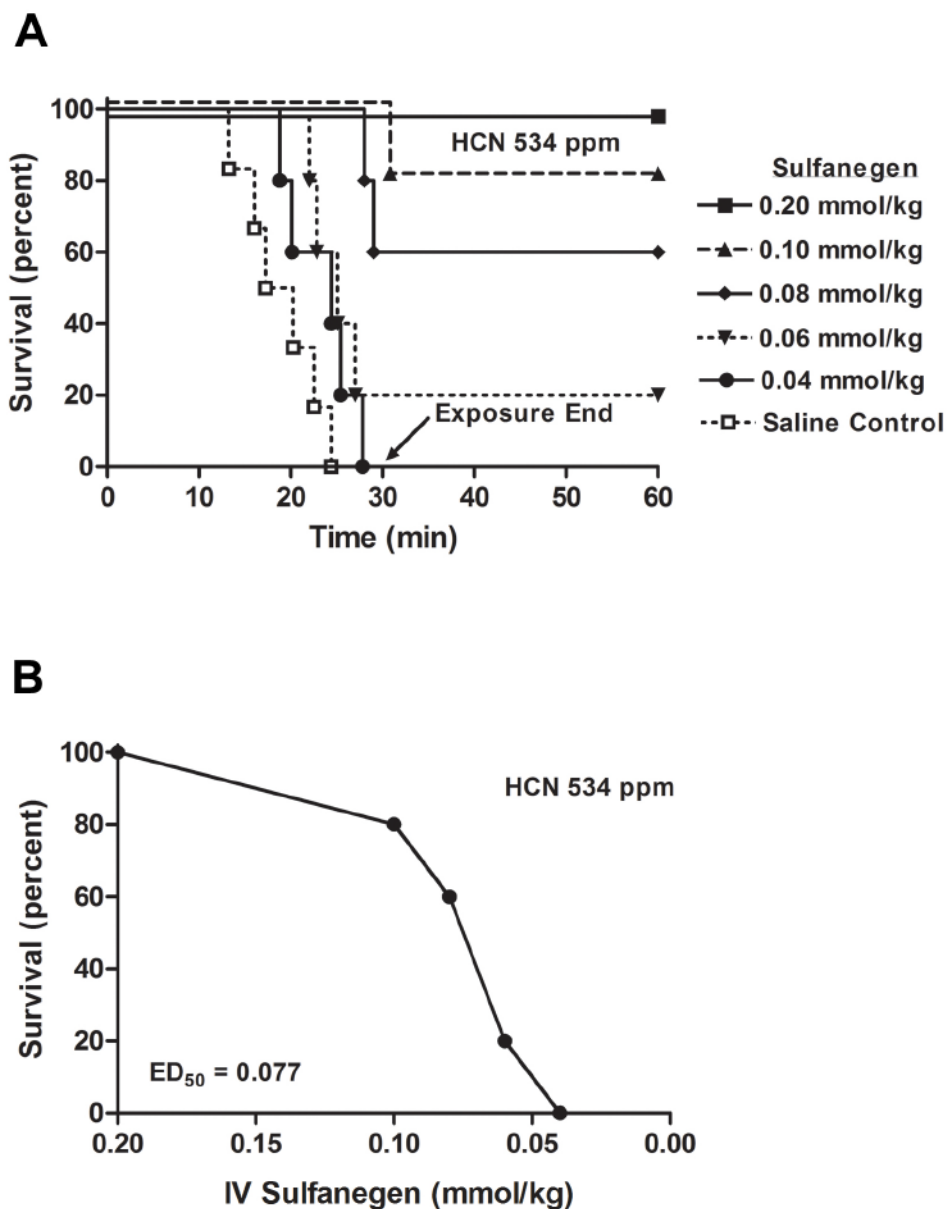 A
Survival (percent)
100
80
60
40
20
0
0 10 20 30 40 50 60
Time (min)
HCN 534 ppm
Exposure End
Sulfanegen
0.20 mmol/kg
0.10 mmol/kg
0.08 mmol/kg
0.06 mmol/kg
0.04 mmol/kg
Saline Control
B
Survival (percent)
100
80
60
40
20
0
0.20 0.15 0.10 0.05 0.00
IV Sulfanegen (mmol/kg)
HCN 534 ppm
ED50 = 0.077